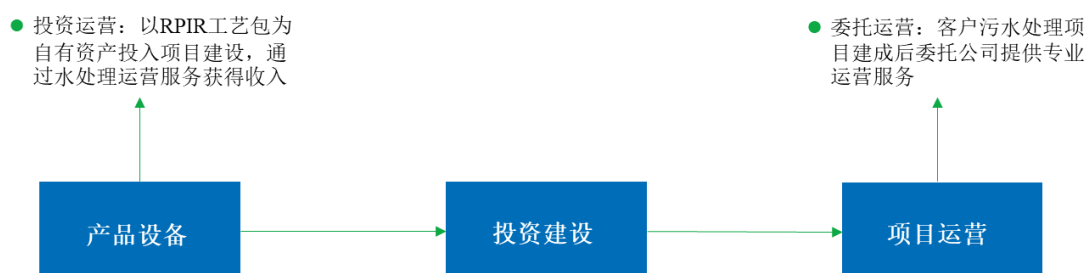 投资运营：以RPIR工艺包为
自有资产投入项目建设，通
过水处理运营服务获得收入
委托运营：客户污水处理项
目建成后委托公司提供专业
运营服务
产品设备
投资建设
项目运营